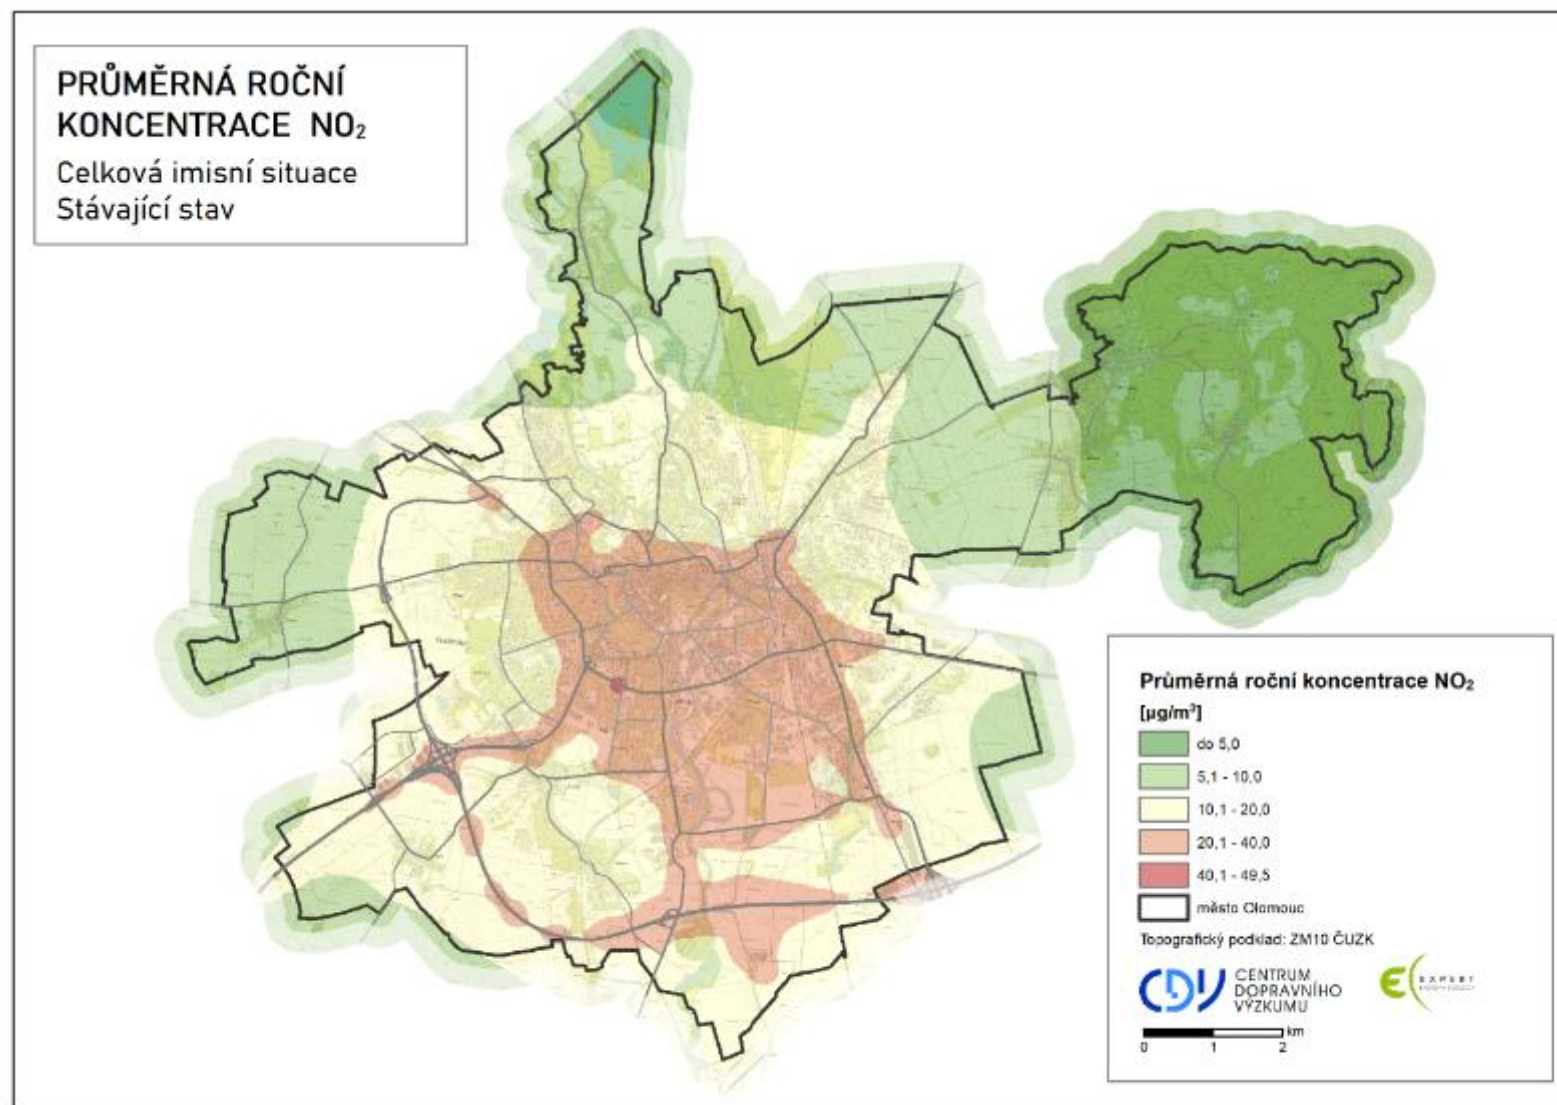 PRŮMĚRNÁ ROČNÍ
KONCENTRACE NO₂
Celková imisní situace
Stávající stav
Průměrná roční koncentrace NO₂
[µg/m³]
do 5,0
5,1 - 10,0
10,1 - 20,0
20,1 - 40,0
40,1 - 49,5
město Olomouc
Topografický podklad: ZM10 ČUZK
CENTRUM
DOPRAVNÍHO
VÝZKUMU
EXPERT
km
0 1 2